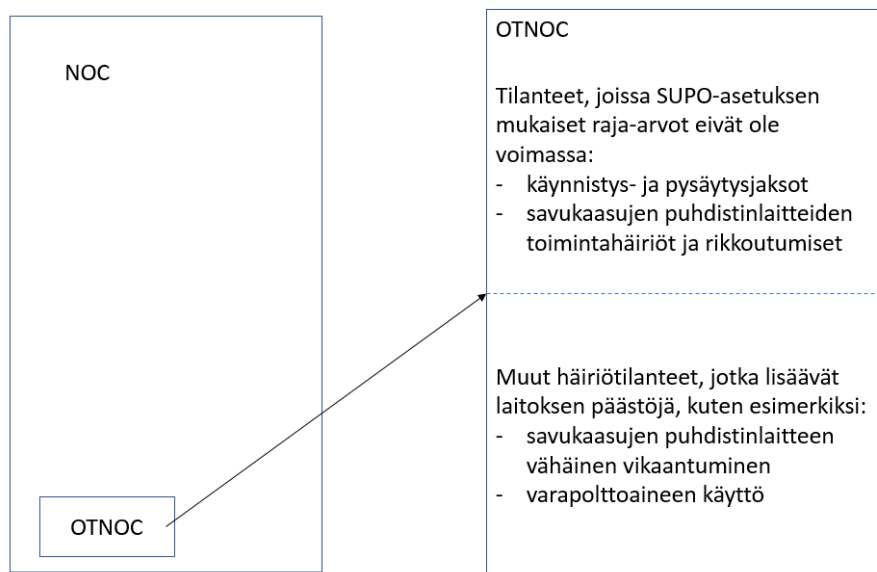 NOC
OTNOC
OTNOC
Tilanteet, joissa SUPO-asetuksen
mukaiset raja-arvot eivät ole
voimassa:
- käynnistys- ja pysäytysjaksot
- savukaasujen puhdistinlaitteiden
toimintahäiriöt ja rikkoutumiset
Muut häiriötilanteet, jotka lisäävät
laitoksen päästöjä, kuten esimerkiksi:
- savukaasujen puhdistinlaitteen
vähäinen vikaantuminen
- varapolttoaineen käyttö